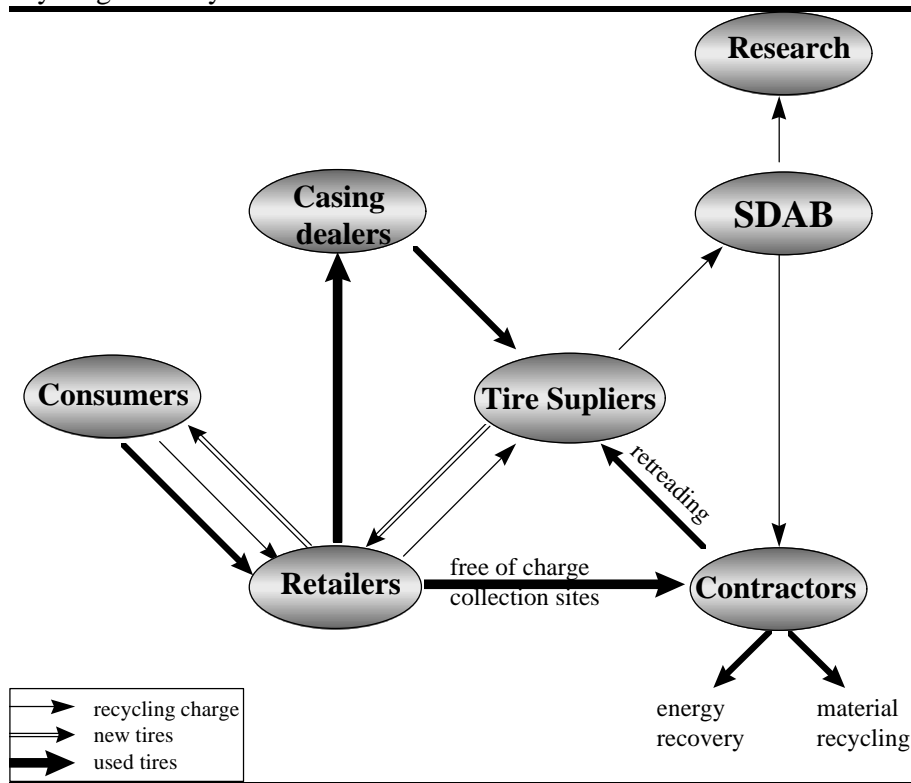 Research
Casing
dealers
SDAB
Consumers
Tire Supliers
retreading
Retailers
free of charge
collection sites
Contractors
energy
recovery
material
recycling
recycling charge
new tires
used tires